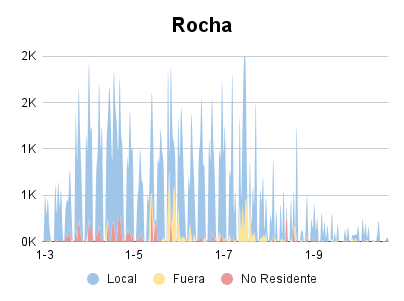 Rocha
2K
2K
1K
1K
0K
1-3 1-5 1-7 1-9
Local Fuera No Residente